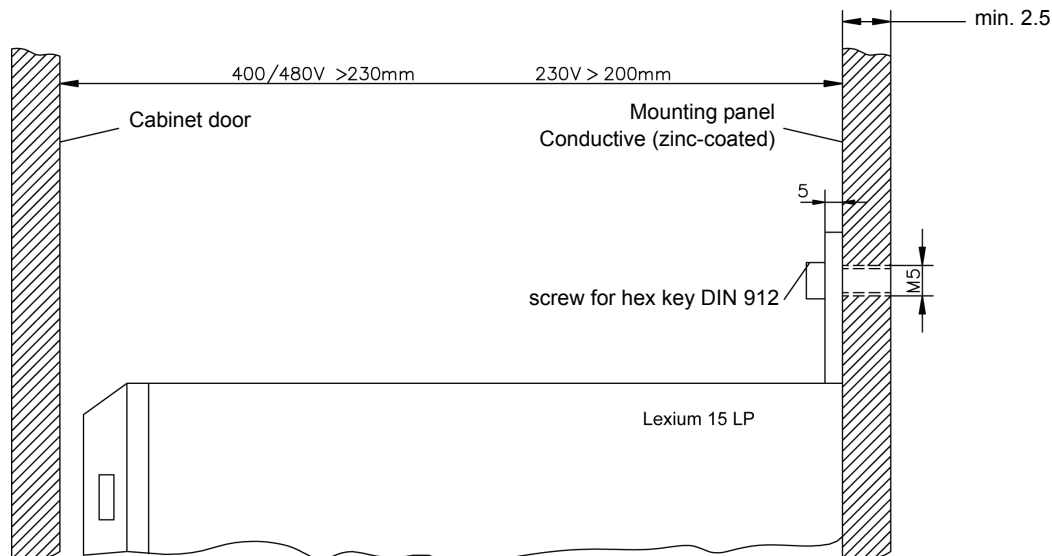 min. 2.5
400/480V >230mm
230V > 200mm
Cabinet door
Mounting panel
Conductive (zinc-coated)
5
screw for hex key DIN 912
M5
Lexium 15 LP